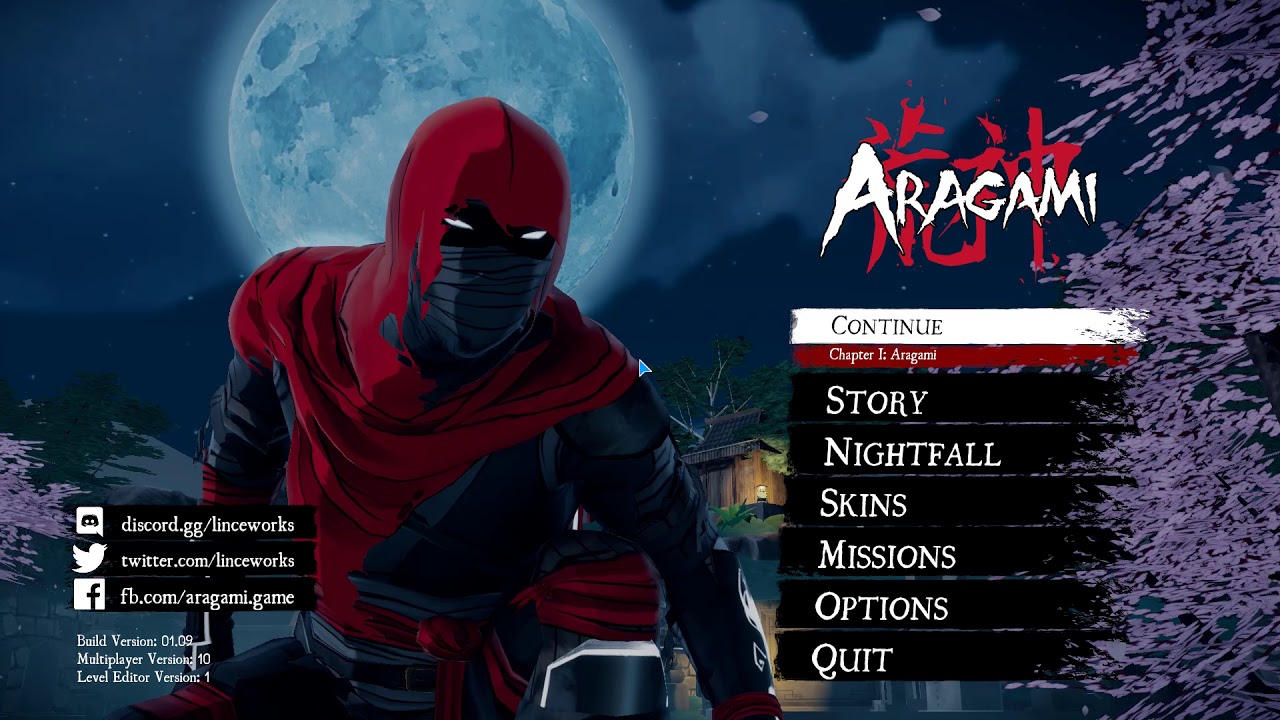 龍神
ARAGAMI
CONTINUE
Chapter I: Aragami
STORY
NIGHTFALL
SKINS
MISSIONS
OPTIONS
QUIT
discord.gg/linceworks
twitter.com/linceworks
fb.com/aragami.game
Build Version: 01.09
Multiplayer Version: 10
Level Editor Version: 1